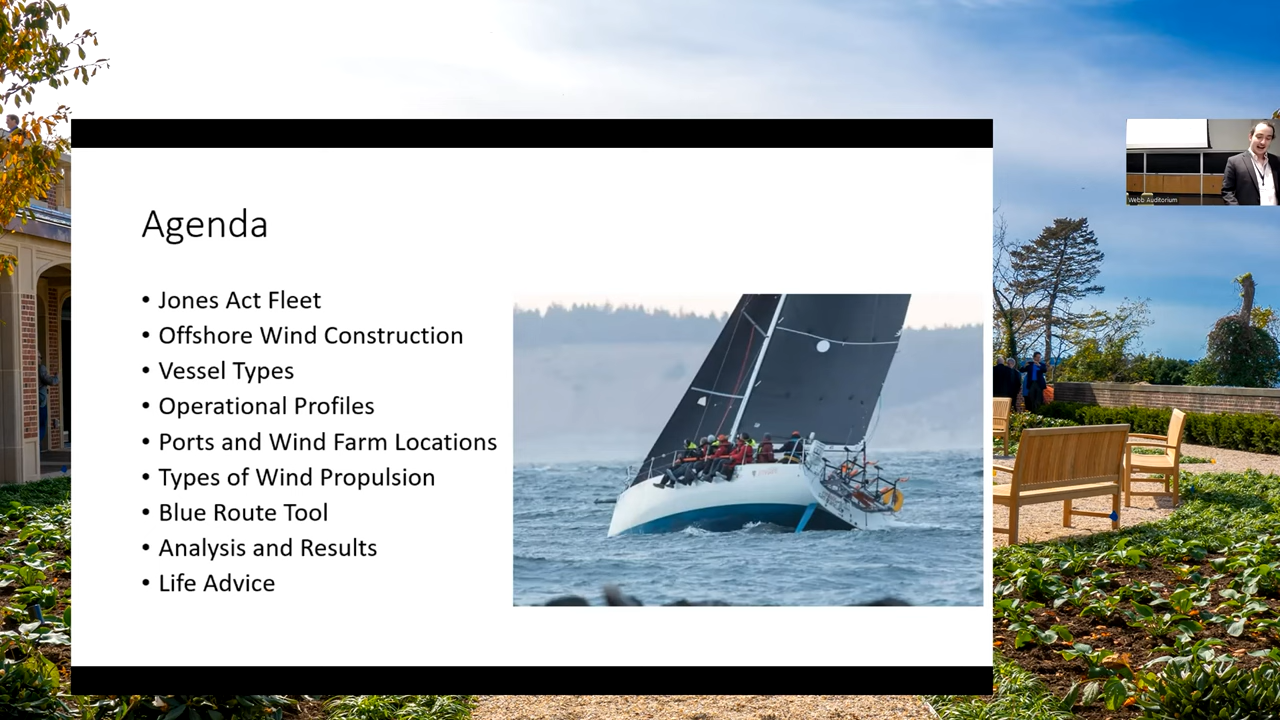 Agenda
• Jones Act Fleet
• Offshore Wind Construction
• Vessel Types
• Operational Profiles
• Ports and Wind Farm Locations
• Types of Wind Propulsion
• Blue Route Tool
• Analysis and Results
• Life Advice
Webb Auditorium